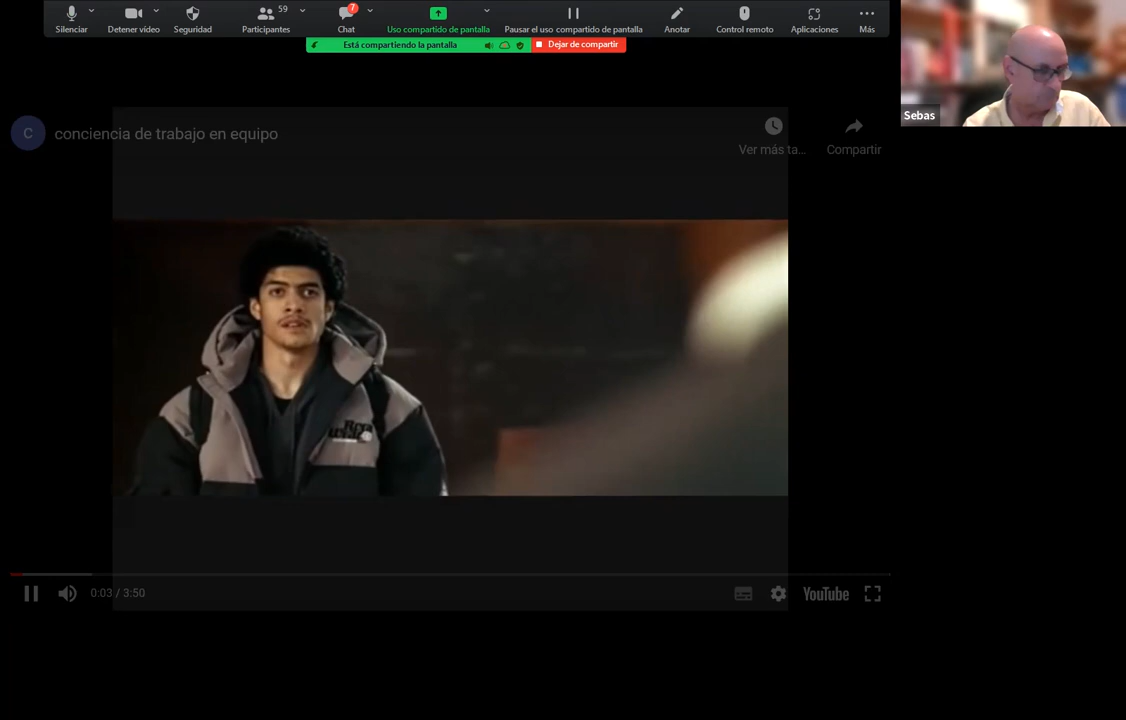 59
7
Silenciar
Detener video
Seguridad
Participantes
Chat
Uso compartido de pantalla
Pausar el uso compartido de pantalla
Anotar
Control remoto
Aplicaciones
Más
Está compartiendo la pantalla
Dejar de compartir
Sebas
C
conciencia de trabajo en equipo
Ver más ta...
Compartir
0:03 / 3:50
YouTube